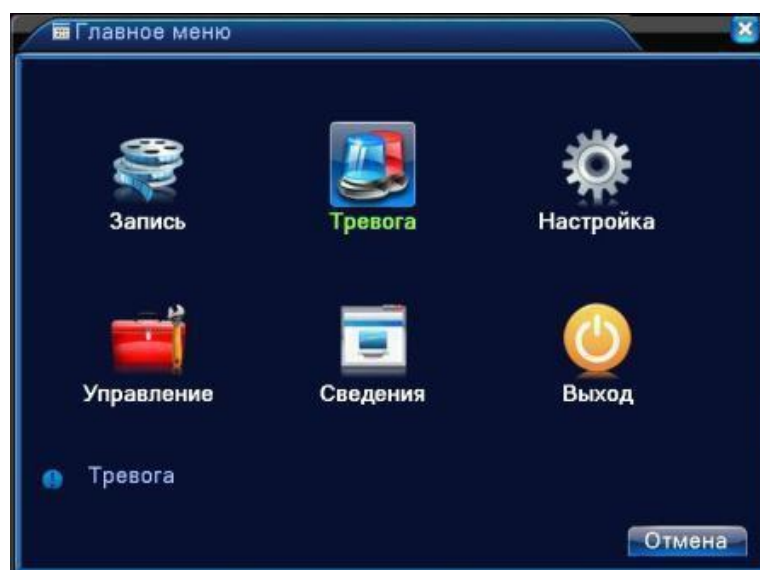 Главное меню
Запись
Тревога
Настройка
Управление
Сведения
Выход
Тревога
Отмена